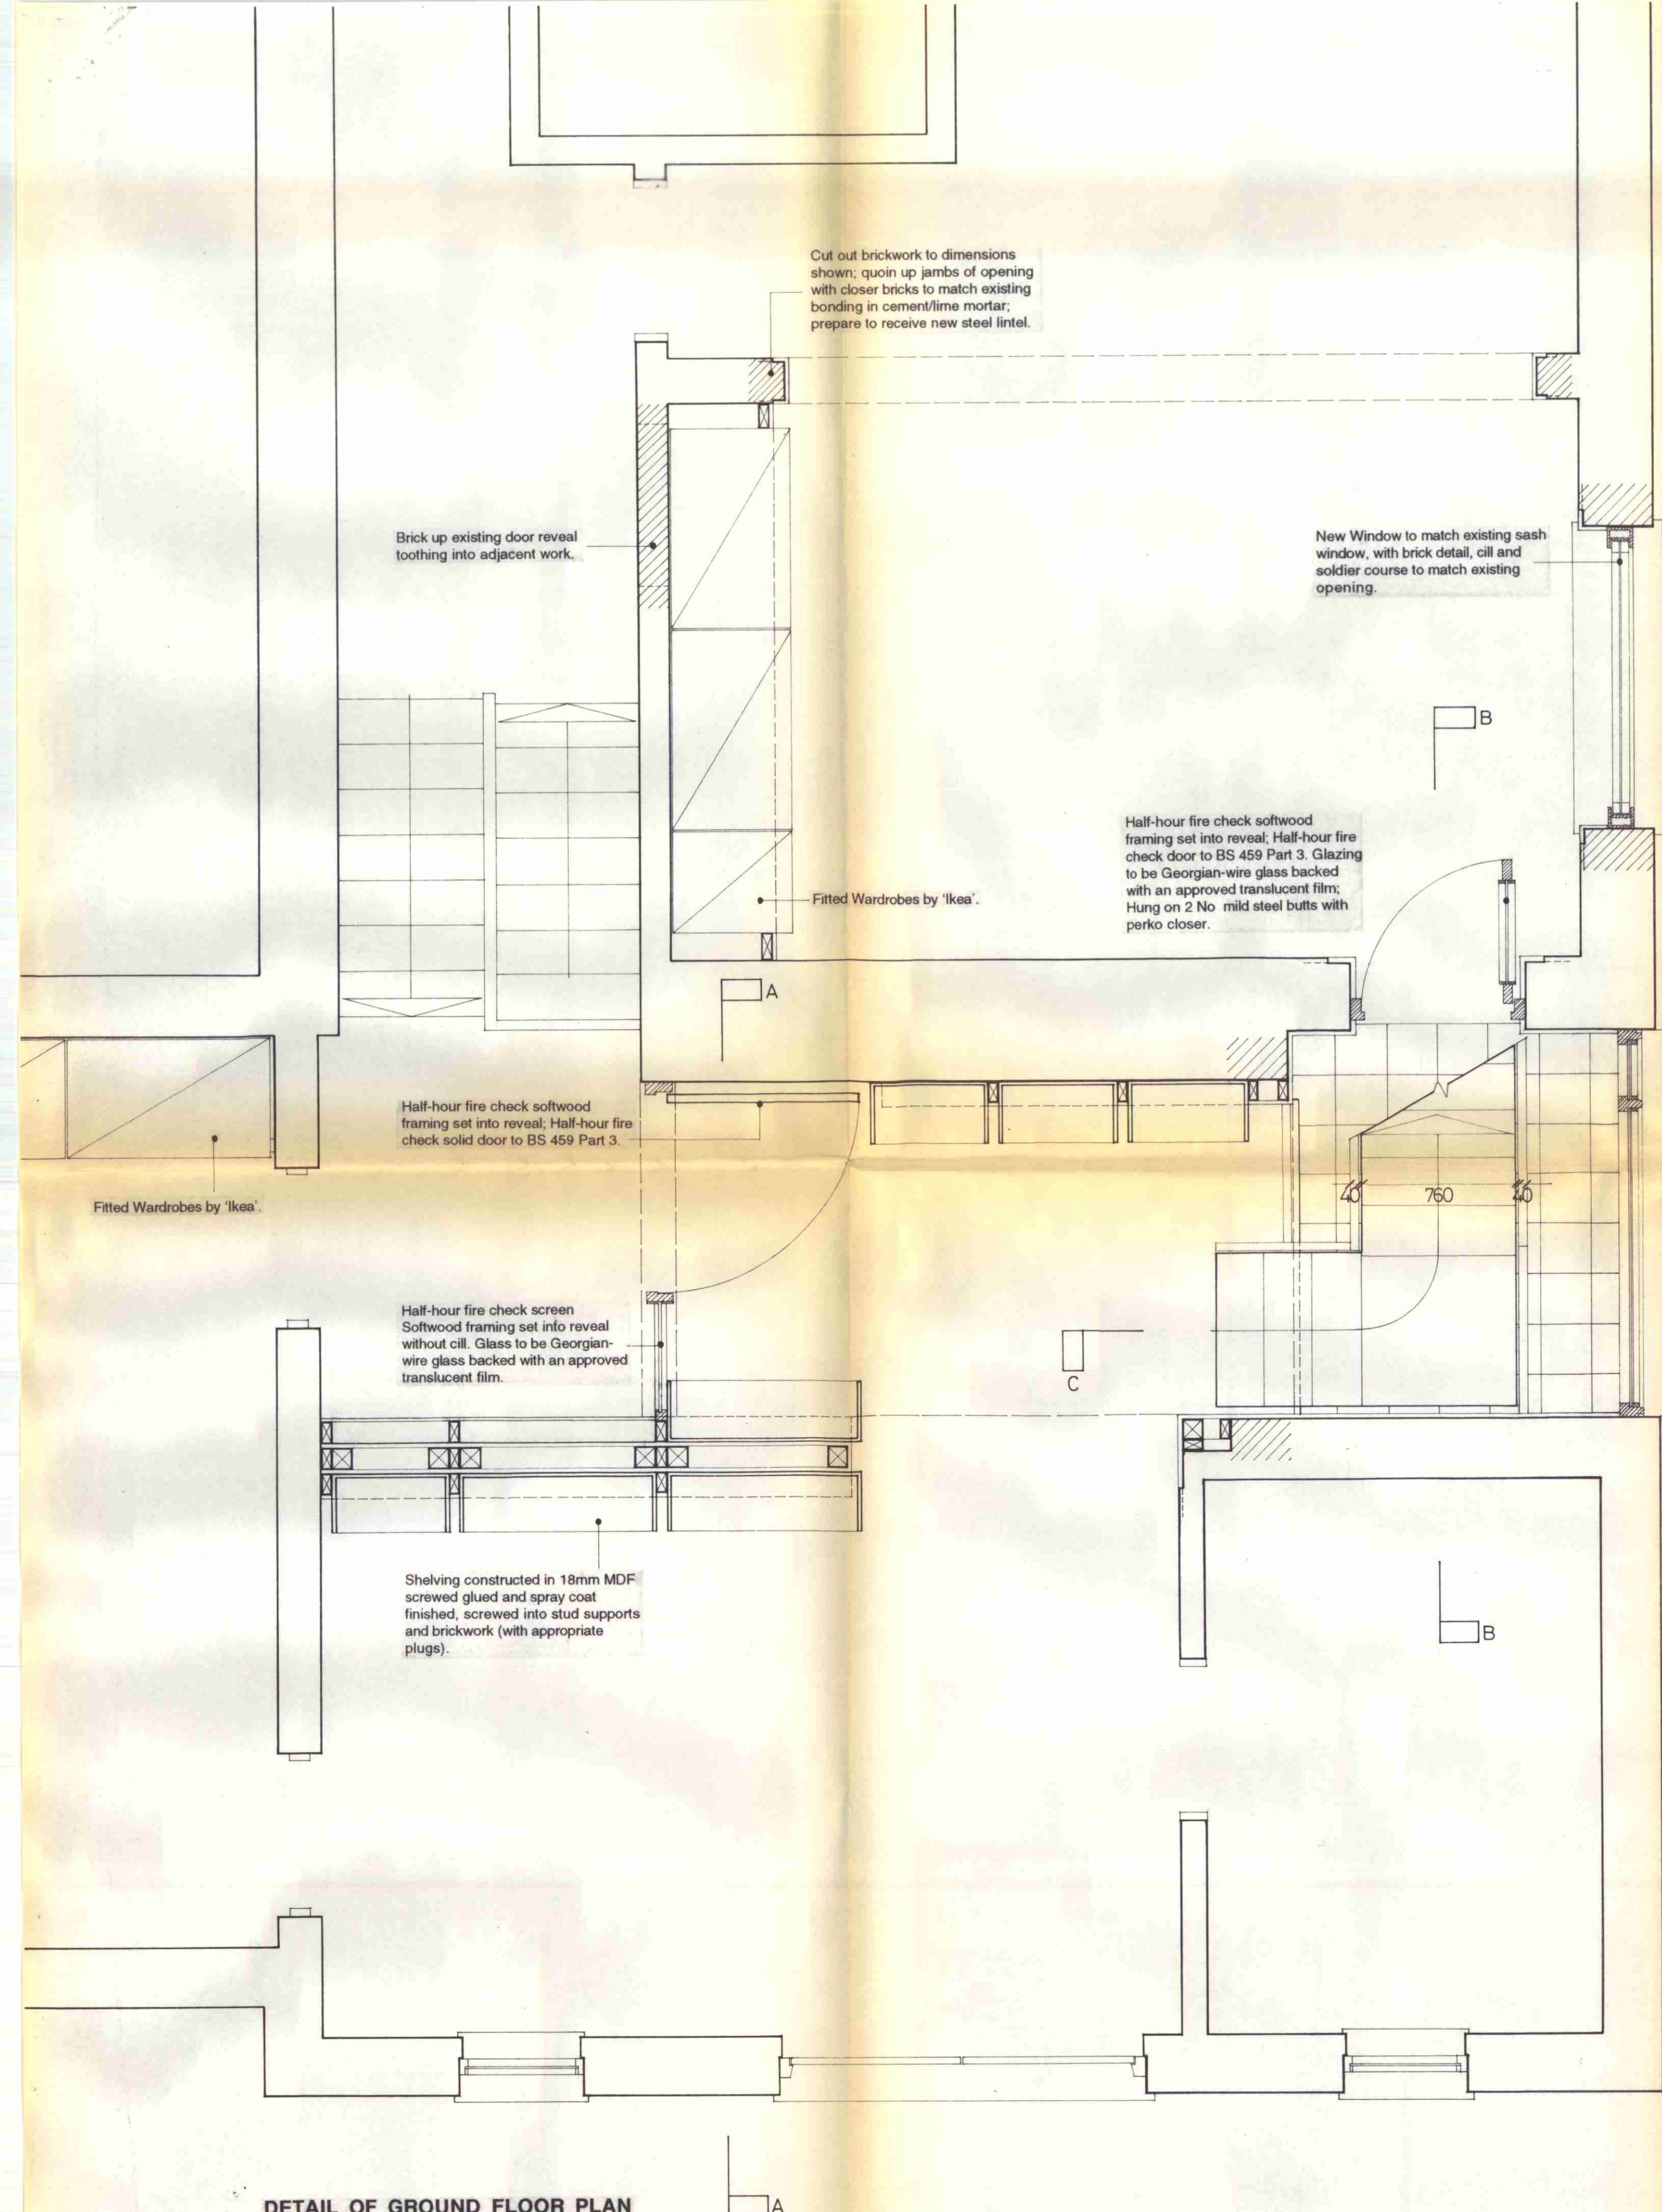 Cut out brickwork to dimensions
shown; quoin up jambs of opening
with closer bricks to match existing
bonding in cement/lime mortar;
prepare to receive new steel lintel.
Brick up existing door reveal
toothing into adjacent work.
New Window to match existing sash
window, with brick detail, cill and
soldier course to match existing
opening.
B
Half-hour fire check softwood
framing set into reveal; Half-hour fire
check door to BS 459 Part 3. Glazing
to be Georgian-wire glass backed
with an approved translucent film;
Hung on 2 No mild steel butts with
perko closer.
Fitted Wardrobes by 'Ikea'.
A
Half-hour fire check softwood
framing set into reveal; Half-hour fire
check solid door to BS 459 Part 3.
Fitted Wardrobes by 'Ikea'.
40 760 40
Half-hour fire check screen
Softwood framing set into reveal
without cill. Glass to be Georgian-
wire glass backed with an approved
translucent film.
C
Shelving constructed in 18mm MDF
screwed glued and spray coat
finished, screwed into stud supports
and brickwork (with appropriate
plugs).
B
DETAIL OF GROUND FLOOR PLAN
A